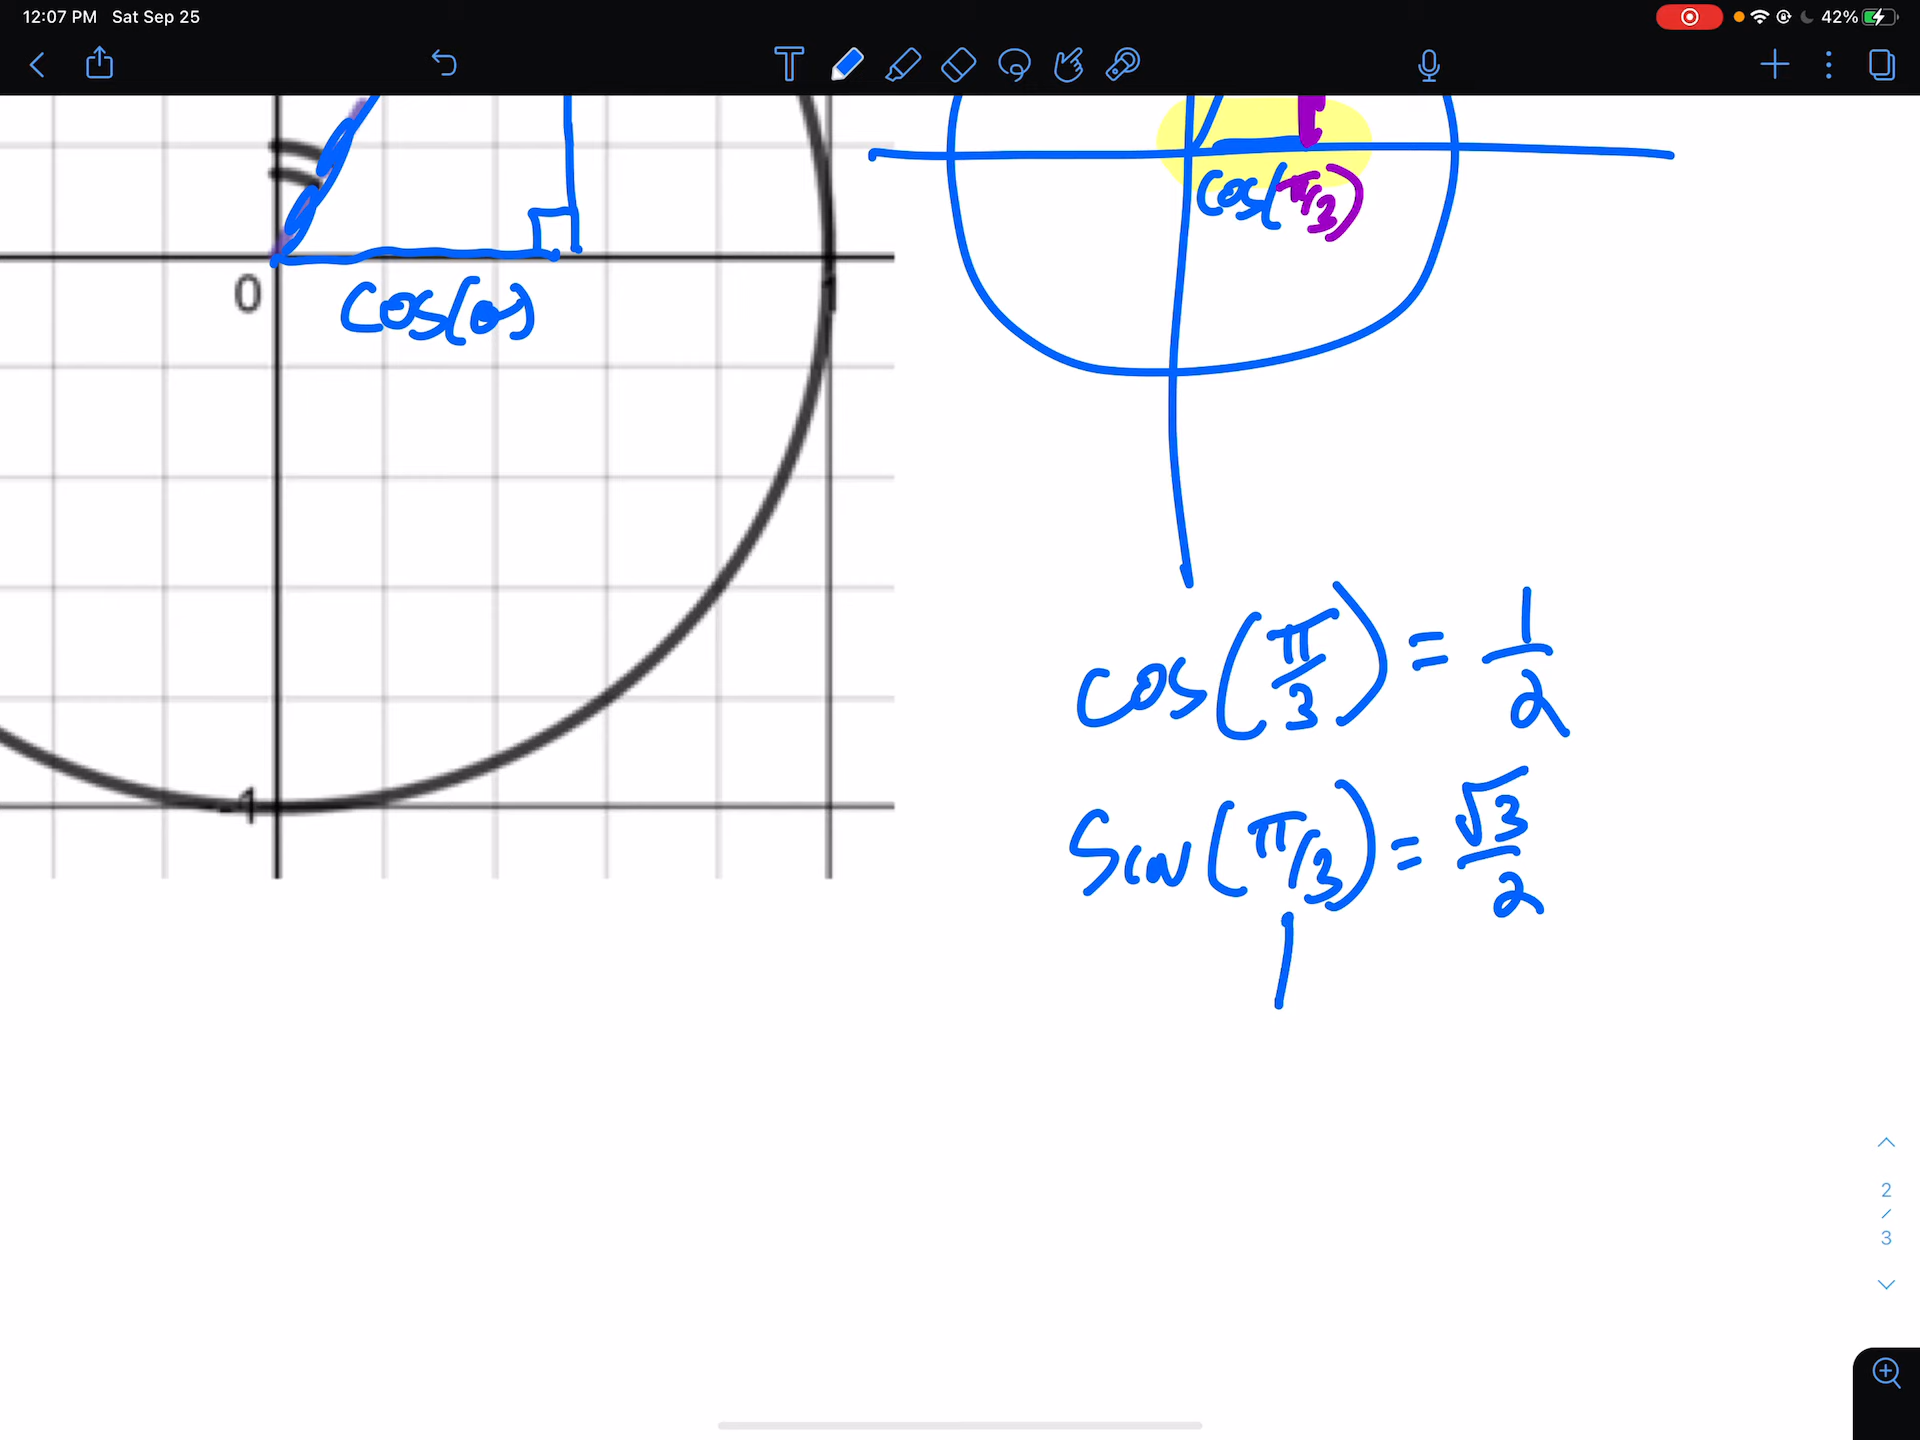 12:07 PM Sat Sep 25
42%
T
cos(π/3)
0
1
cos(θ)
cos(π/3) = 1/2
-1
sin(π/3) = √3/2
2
/
3